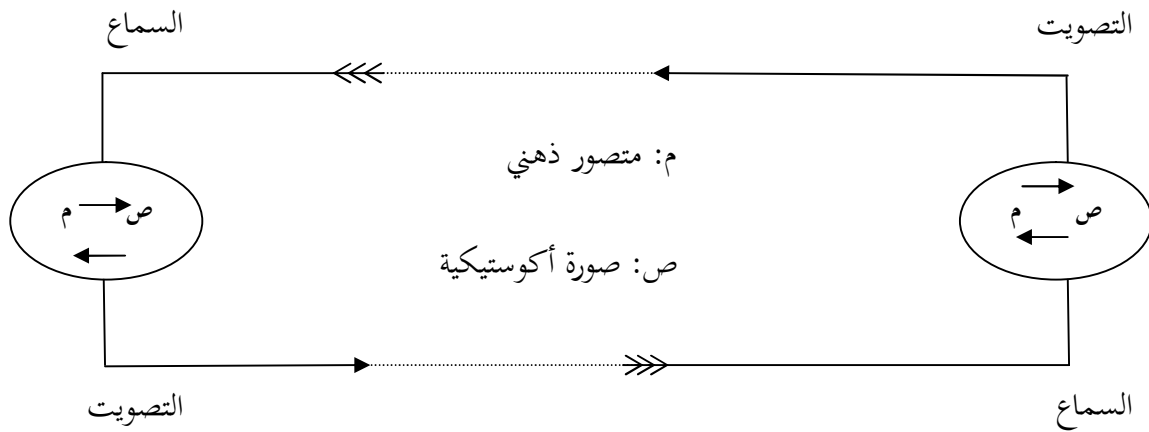 التصويت
السماع
م: متصور ذهني
م ص
ص م
ص: صورة أكوستيكية
السماع
التصويت